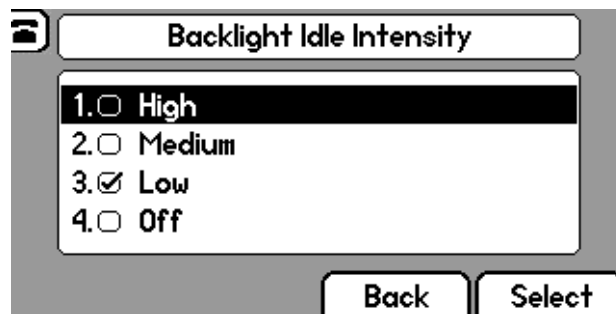 Backlight Idle Intensity
1. High
2. Medium
3. Low
4. Off
Back Select